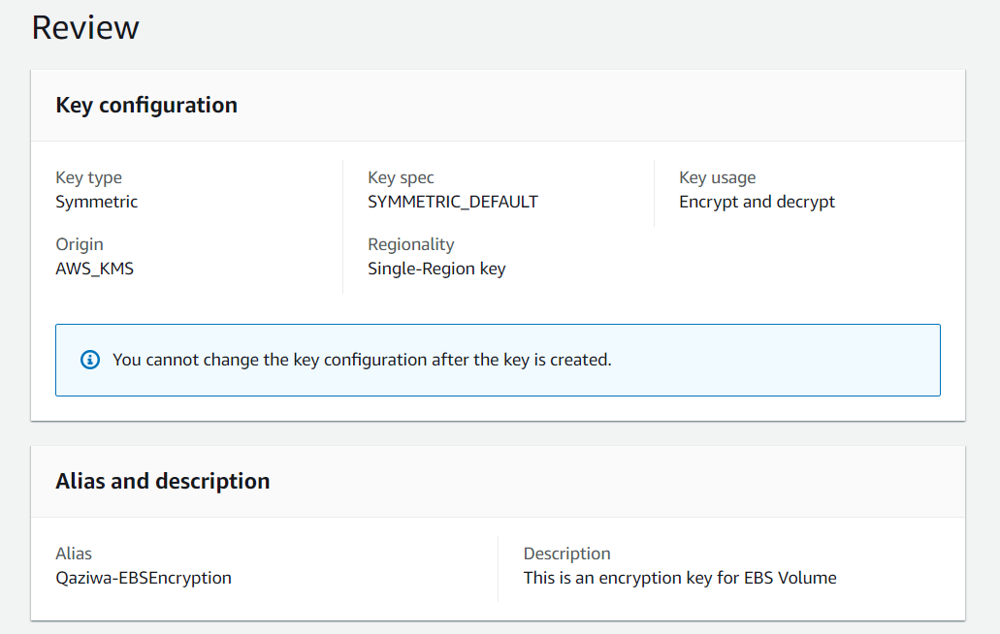 Review
Key configuration
Key type
Symmetric
Key spec
SYMMETRIC_DEFAULT
Key usage
Encrypt and decrypt
Origin
AWS_KMS
Regionality
Single-Region key
You cannot change the key configuration after the key is created.
Alias and description
Alias
Qaziwa-EBSEncryption
Description
This is an encryption key for EBS Volume